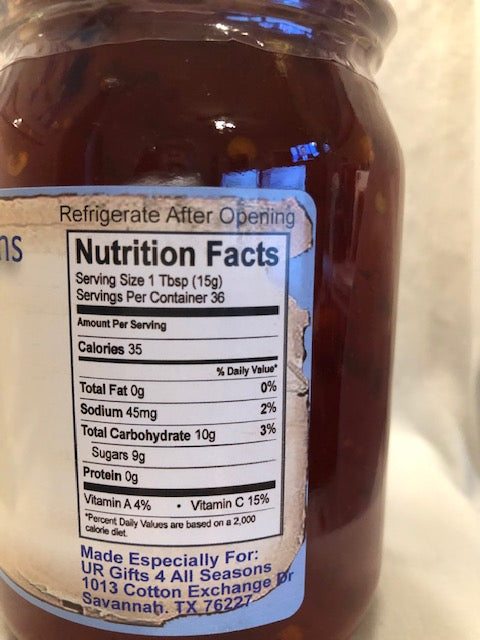 ns
Refrigerate After Opening
Nutrition Facts
Serving Size 1 Tbsp (15g)
Servings Per Container 36
Amount Per Serving
Calories 35
% Daily Value*
Total Fat 0g 0%
Sodium 45mg 2%
Total Carbohydrate 10g 3%
Sugars 9g
Protein 0g
Vitamin A 4% • Vitamin C 15%
*Percent Daily Values are based on a 2,000
calorie diet.
Made Especially For:
UR Gifts 4 All Seasons
1013 Cotton Exchange Dr
Savannah. TX 76227